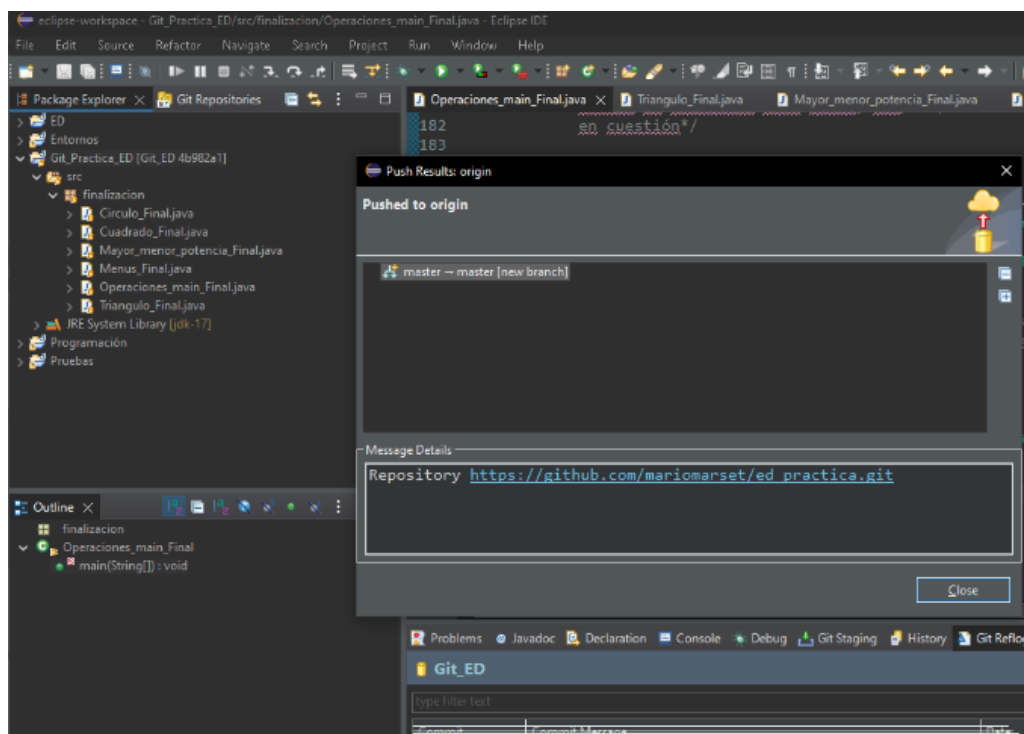 eclipse-workspace - Git_Practica_ED/src/finalizacion/Operaciones_main_Final.java - Eclipse IDE
File Edit Source Refactor Navigate Search Project Run Window Help
Package Explorer Git Repositories
Operaciones_main_Final.java Triangulo_Final.java Mayor_menor_potencia_Final.java
ED
Entornos
Git_Practica_ED [Git_ED 4b982a1]
src
finalizacion
Circulo_Final.java
Cuadrado_Final.java
Mayor_menor_potencia_Final.java
Menus_Final.java
Operaciones_main_Final.java
Triangulo_Final.java
JRE System Library [jdk-17]
Programación
Pruebas
182 en cuestión*/
183
Push Results: origin
Pushed to origin
master → master [new branch]
Message Details
Repository https://github.com/mariomarset/ed_practica.git
Close
Outline
finalizacion
Operaciones_main_Final
main(String[]) : void
Problems Javadoc Declaration Console Debug Git Staging History Git Reflo
Git_ED
type filter text
Commit Commit Message Date